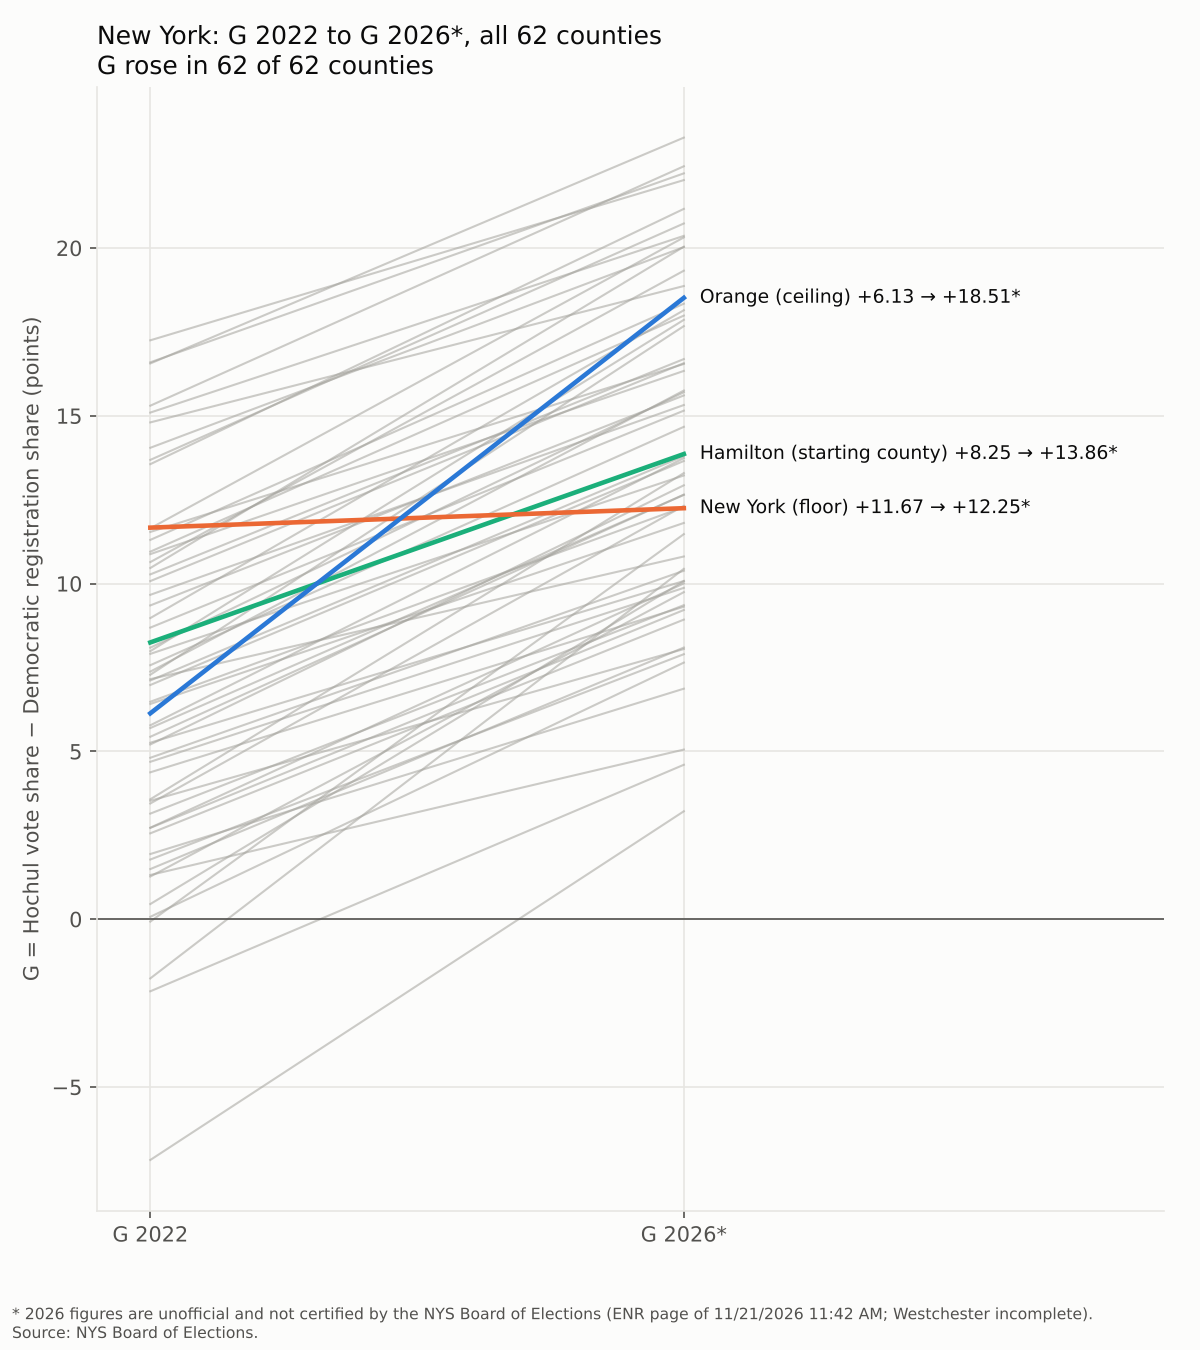 New York: G 2022 to G 2026*, all 62 counties
G rose in 62 of 62 counties
G = Hochul vote share − Democratic registration share (points)
20
15
10
5
0
−5
Orange (ceiling) +6.13 → +18.51*
Hamilton (starting county) +8.25 → +13.86*
New York (floor) +11.67 → +12.25*
G 2022
G 2026*
* 2026 figures are unofficial and not certified by the NYS Board of Elections (ENR page of 11/21/2026 11:42 AM; Westchester incomplete).
Source: NYS Board of Elections.